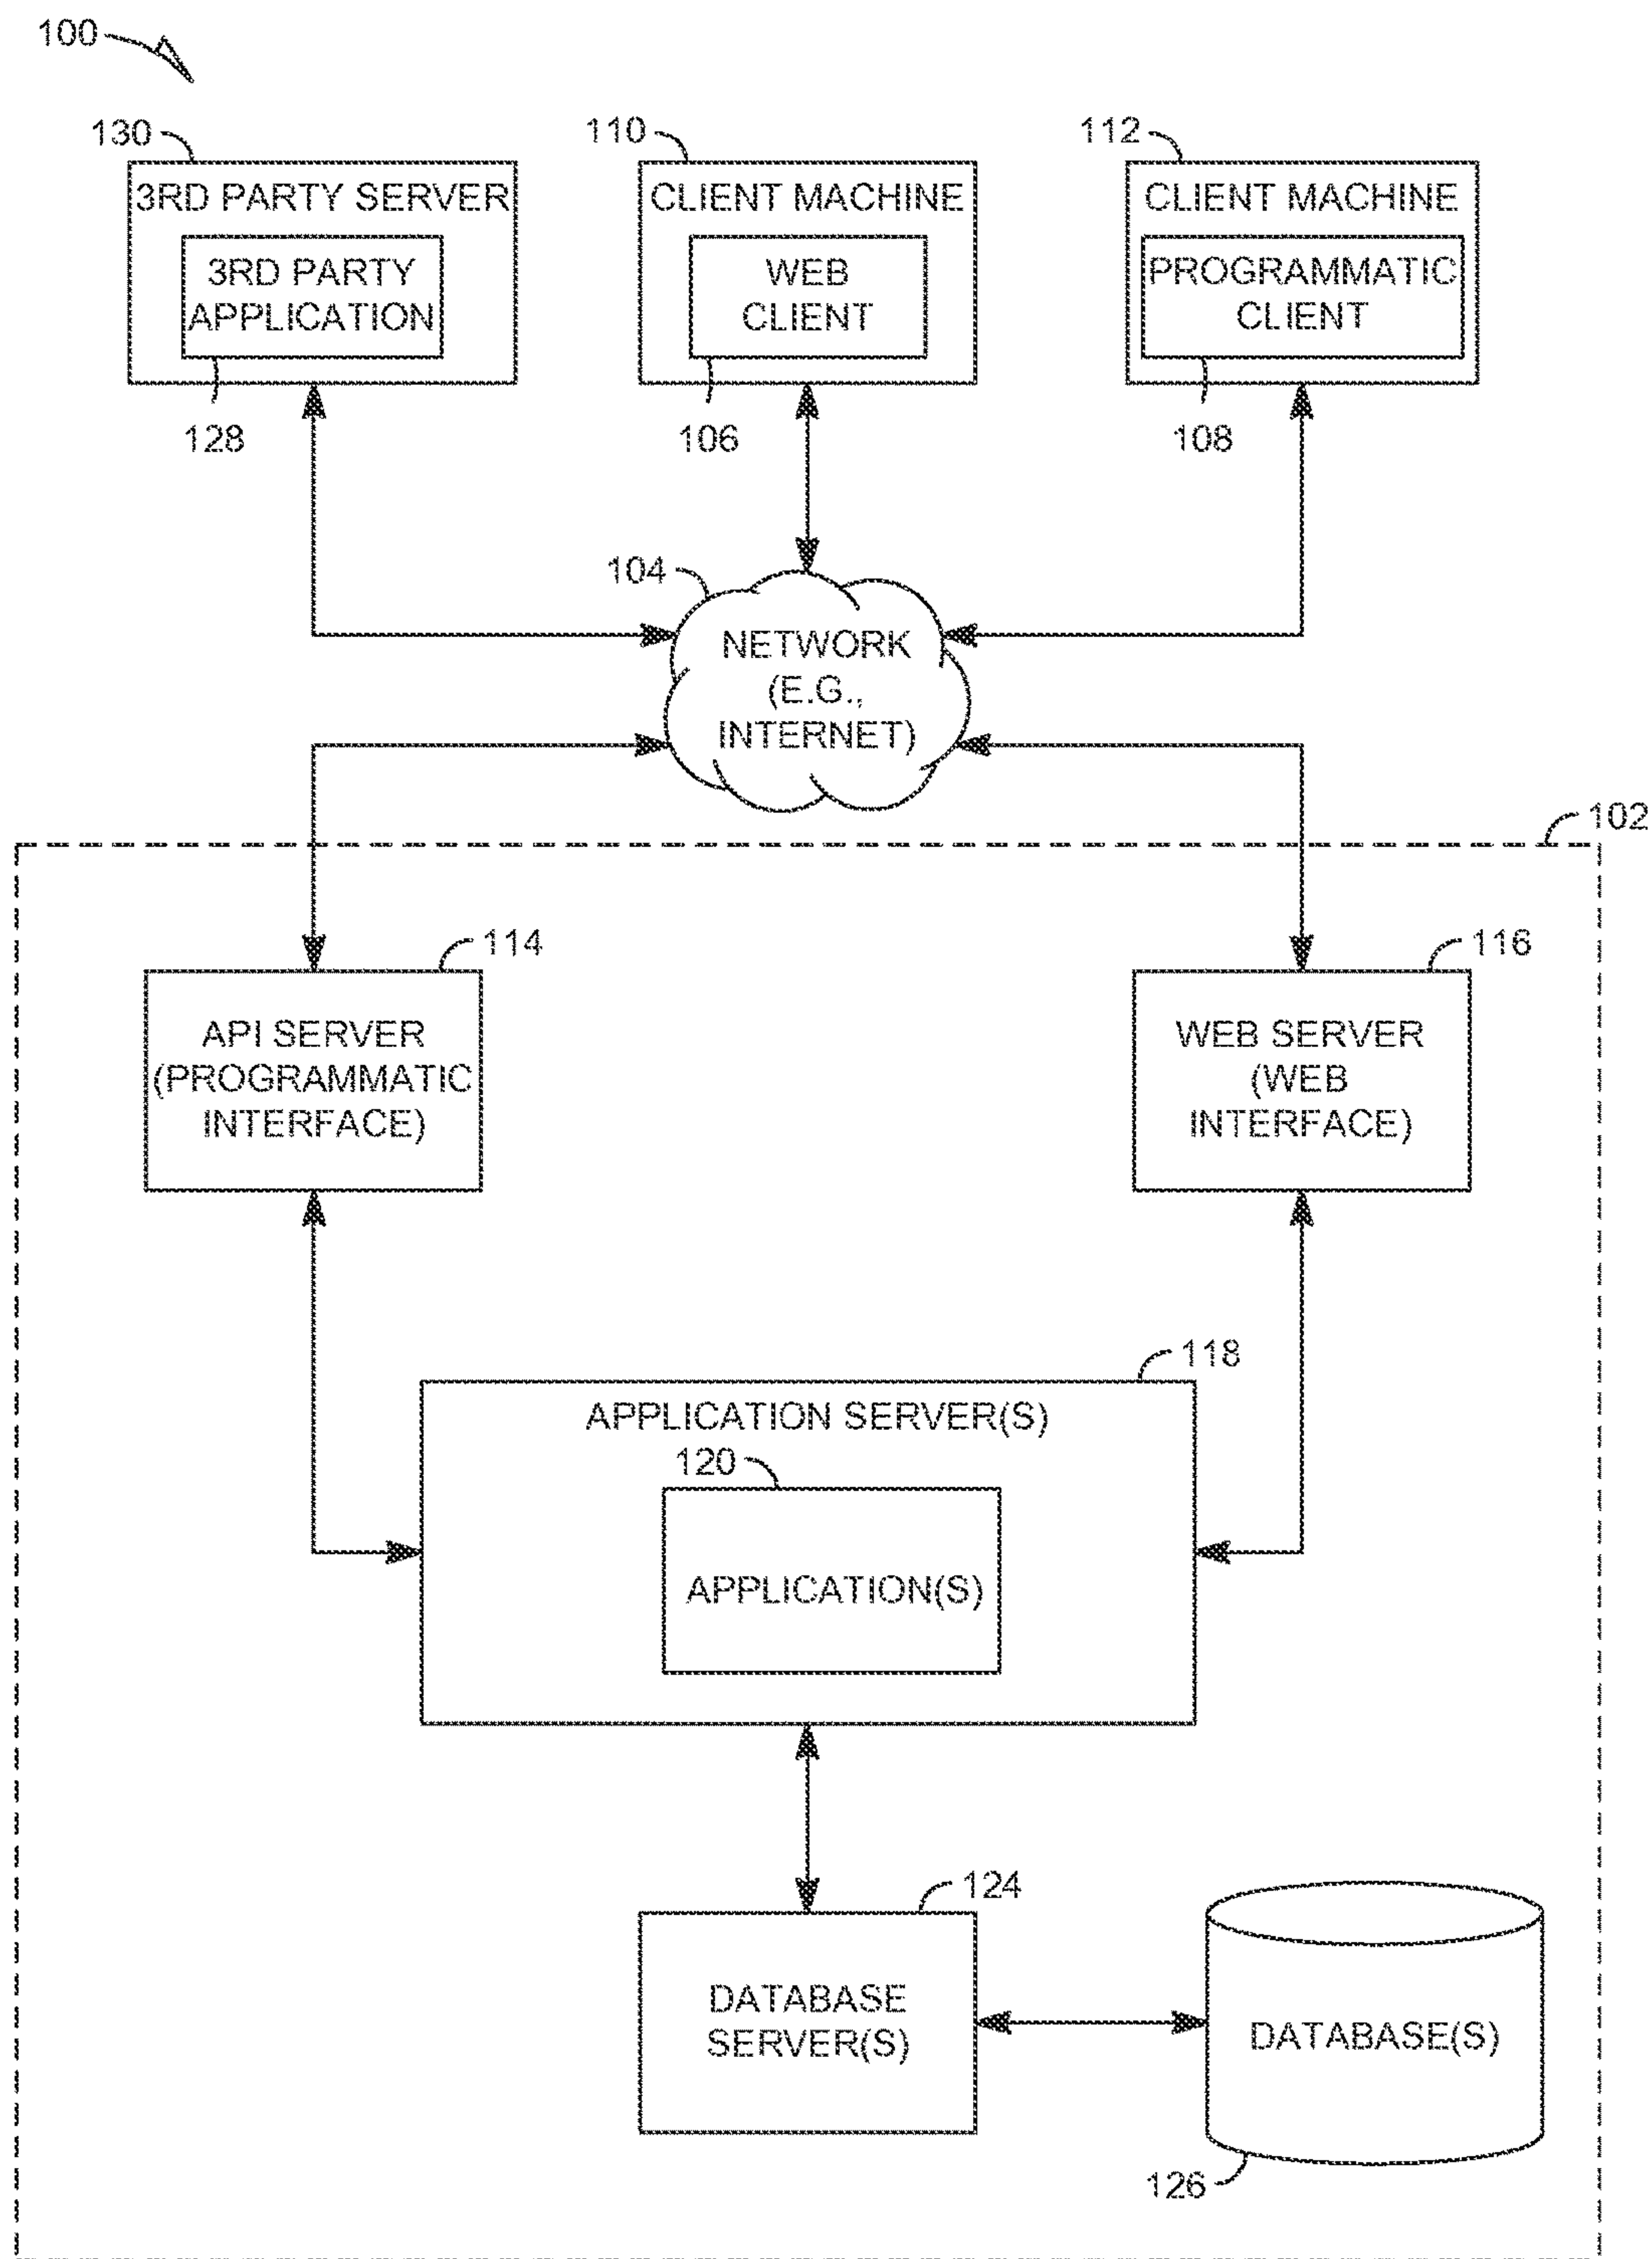 100
130
110
112
3RD PARTY SERVER
CLIENT MACHINE
CLIENT MACHINE
3RD PARTY
APPLICATION
WEB
CLIENT
PROGRAMMATIC
CLIENT
128
106
108
104
NETWORK
(E.G.,
INTERNET)
102
114
116
API SERVER
(PROGRAMMATIC
INTERFACE)
WEB SERVER
(WEB
INTERFACE)
118
APPLICATION SERVER(S)
120
APPLICATION(S)
124
DATABASE
SERVER(S)
DATABASE(S)
126